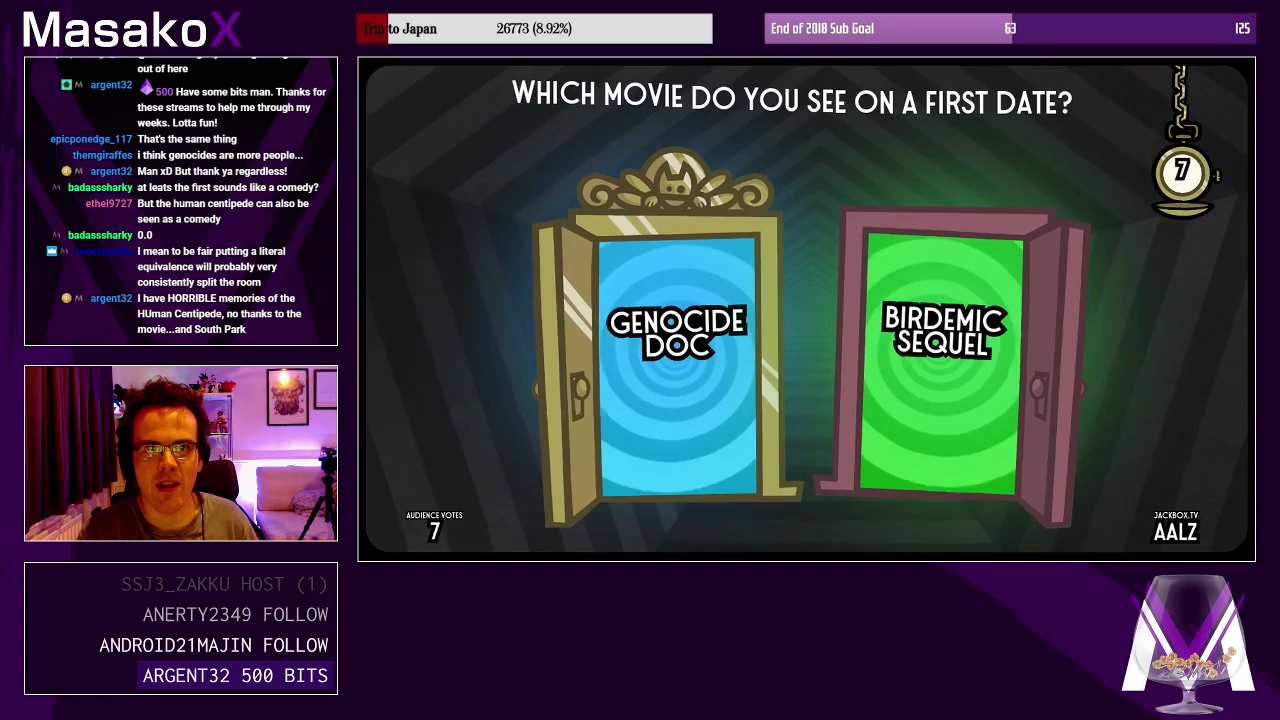 MasakoX
Trip to Japan 26773 (8.92%)
End of 2018 Sub Goal 63 125
out of here
argent32 500 Have some bits man. Thanks for
these streams to help me through my
weeks. Lotta fun!
epicponedge_117 That's the same thing
themgiraffes i think genocides are more people...
argent32 Man xD But thank ya regardless!
badasssharky at leats the first sounds like a comedy?
ethel9727 But the human centipede can also be
seen as a comedy
badasssharky 0.0
I mean to be fair putting a literal
equivalence will probably very
consistently split the room
argent32 I have HORRIBLE memories of the
HUman Centipede, no thanks to the
movie...and South Park
WHICH MOVIE DO YOU SEE ON A FIRST DATE?
7
GENOCIDE
DOC
BIRDEMIC
SEQUEL
AUDIENCE VOTES
7
JACKBOX.TV
AALZ
SSJ3_ZAKKU HOST (1)
ANERTY2349 FOLLOW
ANDROID21MAJIN FOLLOW
ARGENT32 500 BITS